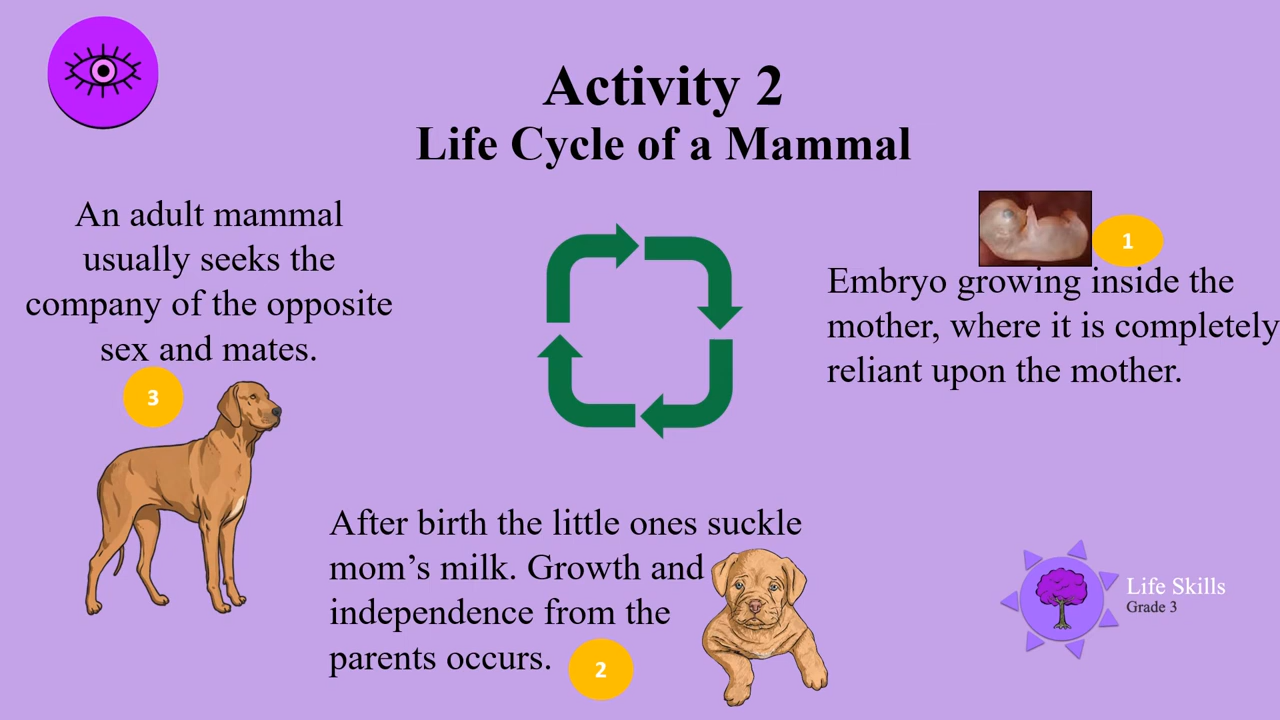 Activity 2
Life Cycle of a Mammal
An adult mammal
usually seeks the
company of the opposite
sex and mates.
3
1
Embryo growing inside the
mother, where it is completely
reliant upon the mother.
After birth the little ones suckle
mom’s milk. Growth and
independence from the
parents occurs.
2
Life Skills
Grade 3